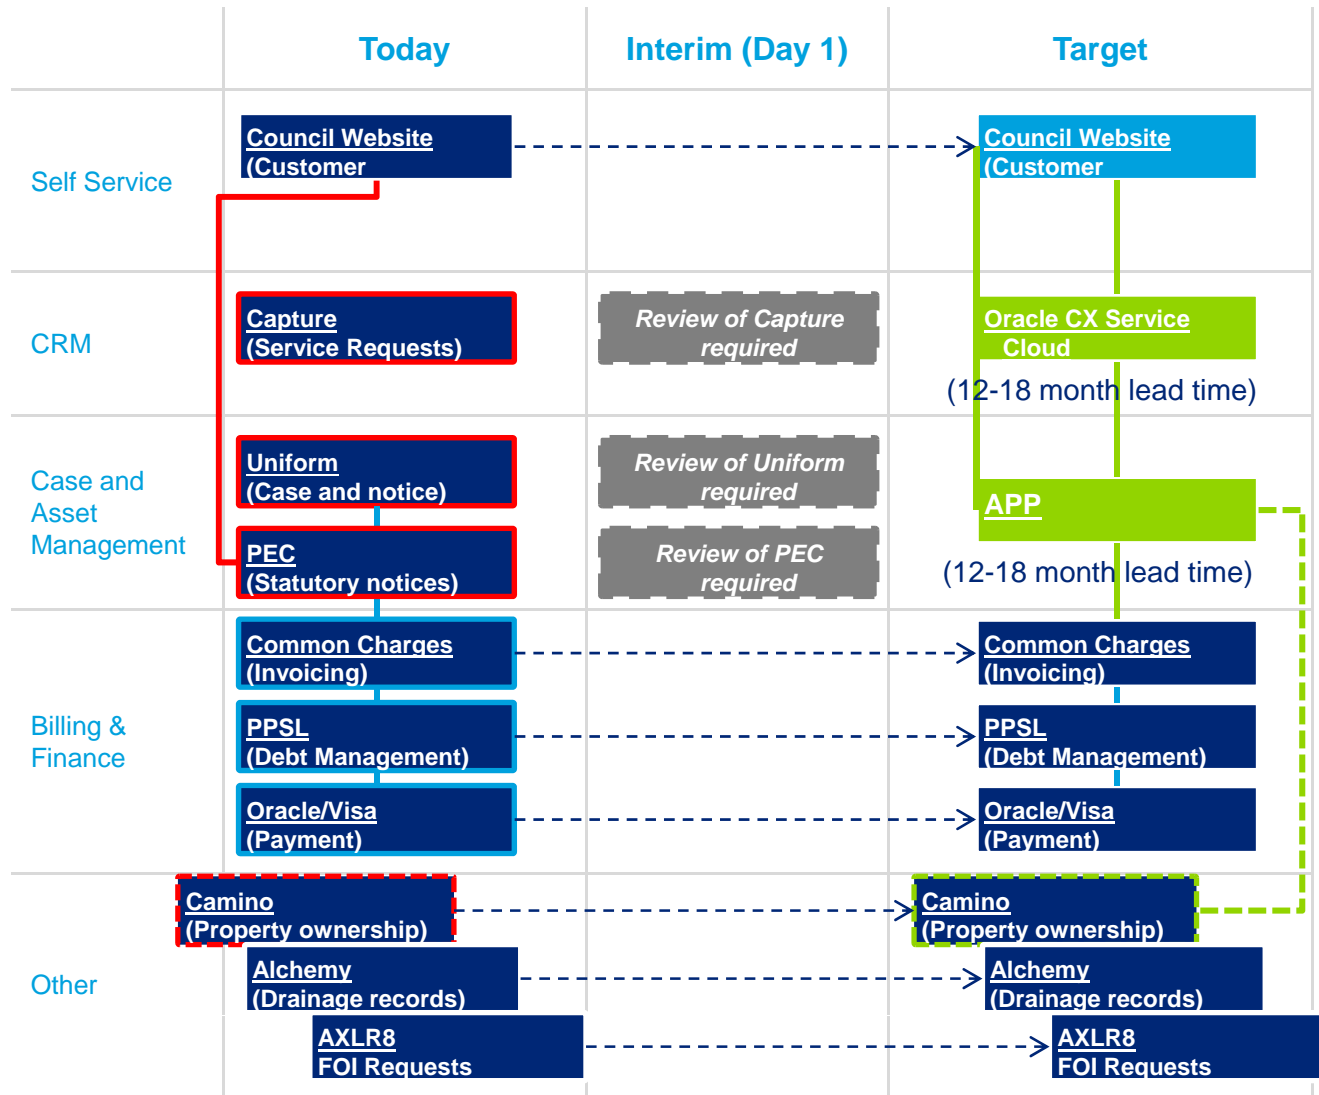 Today
Interim (Day 1)
Target
Self Service
Council Website
(Customer
Council Website
(Customer
CRM
Capture
(Service Requests)
Review of Capture
required
Oracle CX Service
Cloud
(12-18 month lead time)
Case and
Asset
Management
Uniform
(Case and notice)
Review of Uniform
required
APP
PEC
(Statutory notices)
Review of PEC
required
(12-18 month lead time)
Billing &
Finance
Common Charges
(Invoicing)
Common Charges
(Invoicing)
PPSL
(Debt Management)
PPSL
(Debt Management)
Oracle/Visa
(Payment)
Oracle/Visa
(Payment)
Other
Camino
(Property ownership)
Camino
(Property ownership)
Alchemy
(Drainage records)
Alchemy
(Drainage records)
AXLR8
FOI Requests
AXLR8
FOI Requests